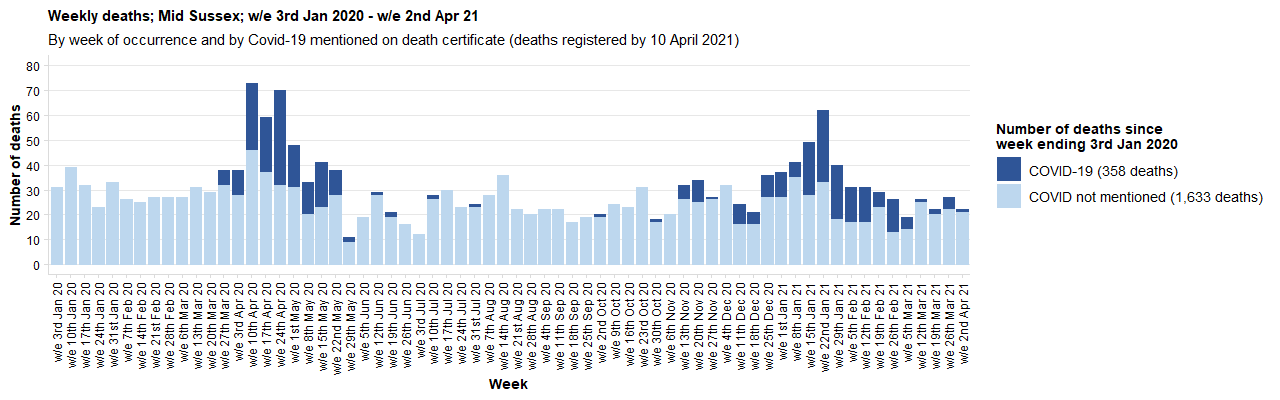 Weekly deaths; Mid Sussex; w/e 3rd Jan 2020 - w/e 2nd Apr 21
By week of occurrence and by Covid-19 mentioned on death certificate (deaths registered by 10 April 2021)
Number of deaths
80
70
60
50
40
30
20
10
0
w/e 3rd Jan 20
w/e 10th Jan 20
w/e 17th Jan 20
w/e 24th Jan 20
w/e 31st Jan 20
w/e 7th Feb 20
w/e 14th Feb 20
w/e 21st Feb 20
w/e 28th Feb 20
w/e 6th Mar 20
w/e 13th Mar 20
w/e 20th Mar 20
w/e 27th Mar 20
w/e 3rd Apr 20
w/e 10th Apr 20
w/e 17th Apr 20
w/e 24th Apr 20
w/e 1st May 20
w/e 8th May 20
w/e 15th May 20
w/e 22nd May 20
w/e 29th May 20
w/e 5th Jun 20
w/e 12th Jun 20
w/e 19th Jun 20
w/e 26th Jun 20
w/e 3rd Jul 20
w/e 10th Jul 20
w/e 17th Jul 20
w/e 24th Jul 20
w/e 31st Jul 20
w/e 7th Aug 20
w/e 14th Aug 20
w/e 21st Aug 20
w/e 28th Aug 20
w/e 4th Sep 20
w/e 11th Sep 20
w/e 18th Sep 20
w/e 25th Sep 20
w/e 2nd Oct 20
w/e 9th Oct 20
w/e 16th Oct 20
w/e 23rd Oct 20
w/e 30th Oct 20
w/e 6th Nov 20
w/e 13th Nov 20
w/e 20th Nov 20
w/e 27th Nov 20
w/e 4th Dec 20
w/e 11th Dec 20
w/e 18th Dec 20
w/e 25th Dec 20
w/e 1st Jan 21
w/e 8th Jan 21
w/e 15th Jan 21
w/e 22nd Jan 21
w/e 29th Jan 21
w/e 5th Feb 21
w/e 12th Feb 21
w/e 19th Feb 21
w/e 26th Feb 21
w/e 5th Mar 21
w/e 12th Mar 21
w/e 19th Mar 21
w/e 26th Mar 21
w/e 2nd Apr 21
Week
Number of deaths since
week ending 3rd Jan 2020
COVID-19 (358 deaths)
COVID not mentioned (1,633 deaths)